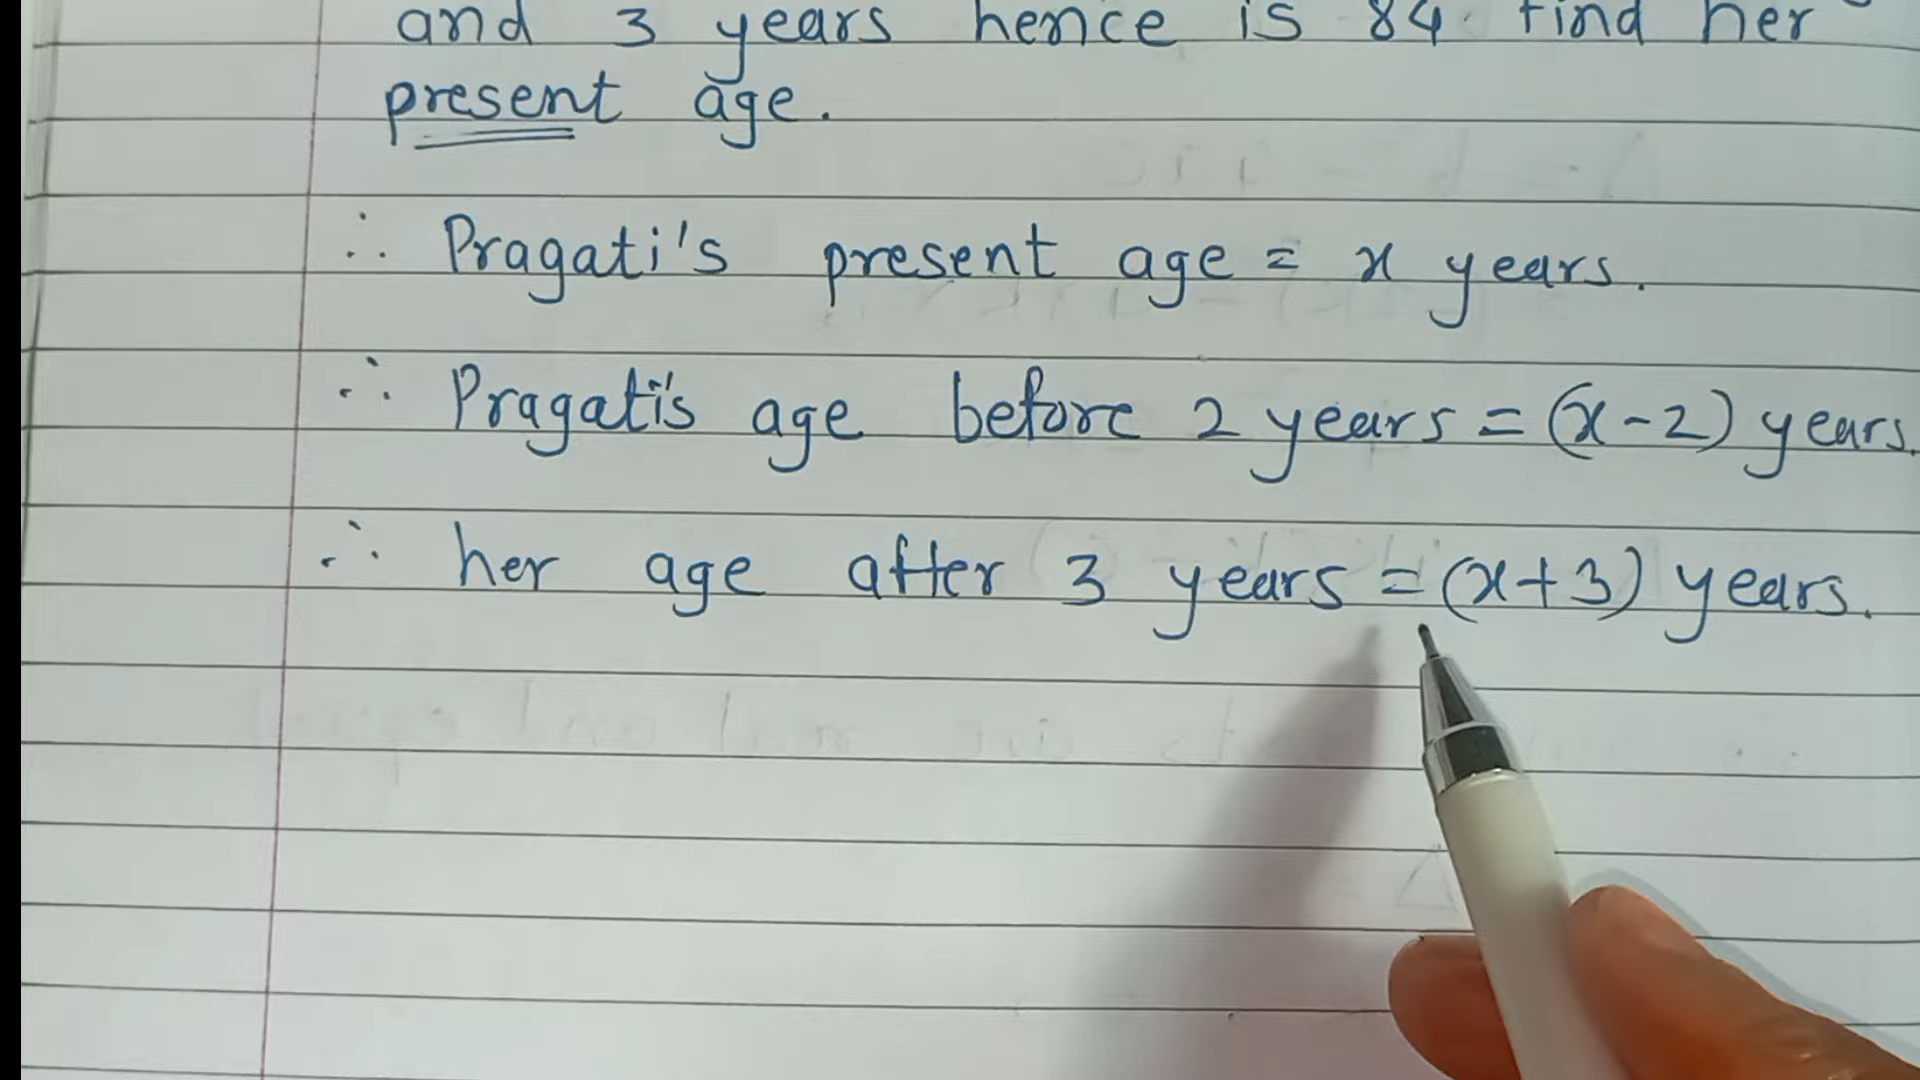 and 3 years hence is 84. find her
present age.
∴ Pragati's present age = x years.
∴ Pragati's age before 2 years = (x-2) years.
∴ her age after 3 years = (x+3) years.